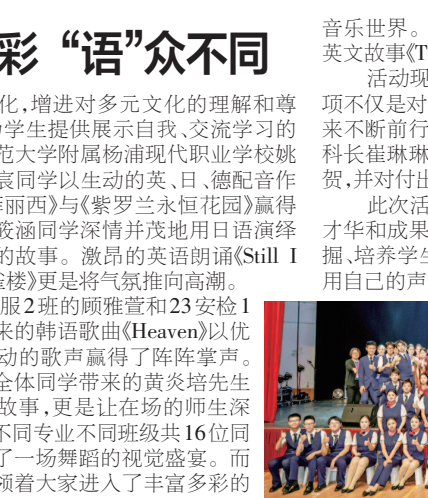 彩“语”众不同
化，增进对多元文化的理解和尊
学生提供展示自我、交流学习的
范大学附属杨浦现代职业学校姚
宸同学以生动的英、日、德配音作
丽西》与《紫罗兰永恒花园》赢得
筱涵同学深情并茂地用日语演绎
的故事。激昂的英语朗诵《Still I
雀楼》更是将气氛推向高潮。
服2班的顾雅萱和23安检1
来的韩语歌曲《Heaven》以优
动的歌声赢得了阵阵掌声。
全体同学带来的黄炎培先生
故事，更是让在场的师生深
不同专业不同班级共16位同
了一场舞蹈的视觉盛宴。而
领着大家进入了丰富多彩的
音乐世界。
英文故事《T
活动现
项不仅是对
来不断前行
科长崔琳琳
贺，并对付出
此次活
才华和成果
掘、培养学生
用自己的声